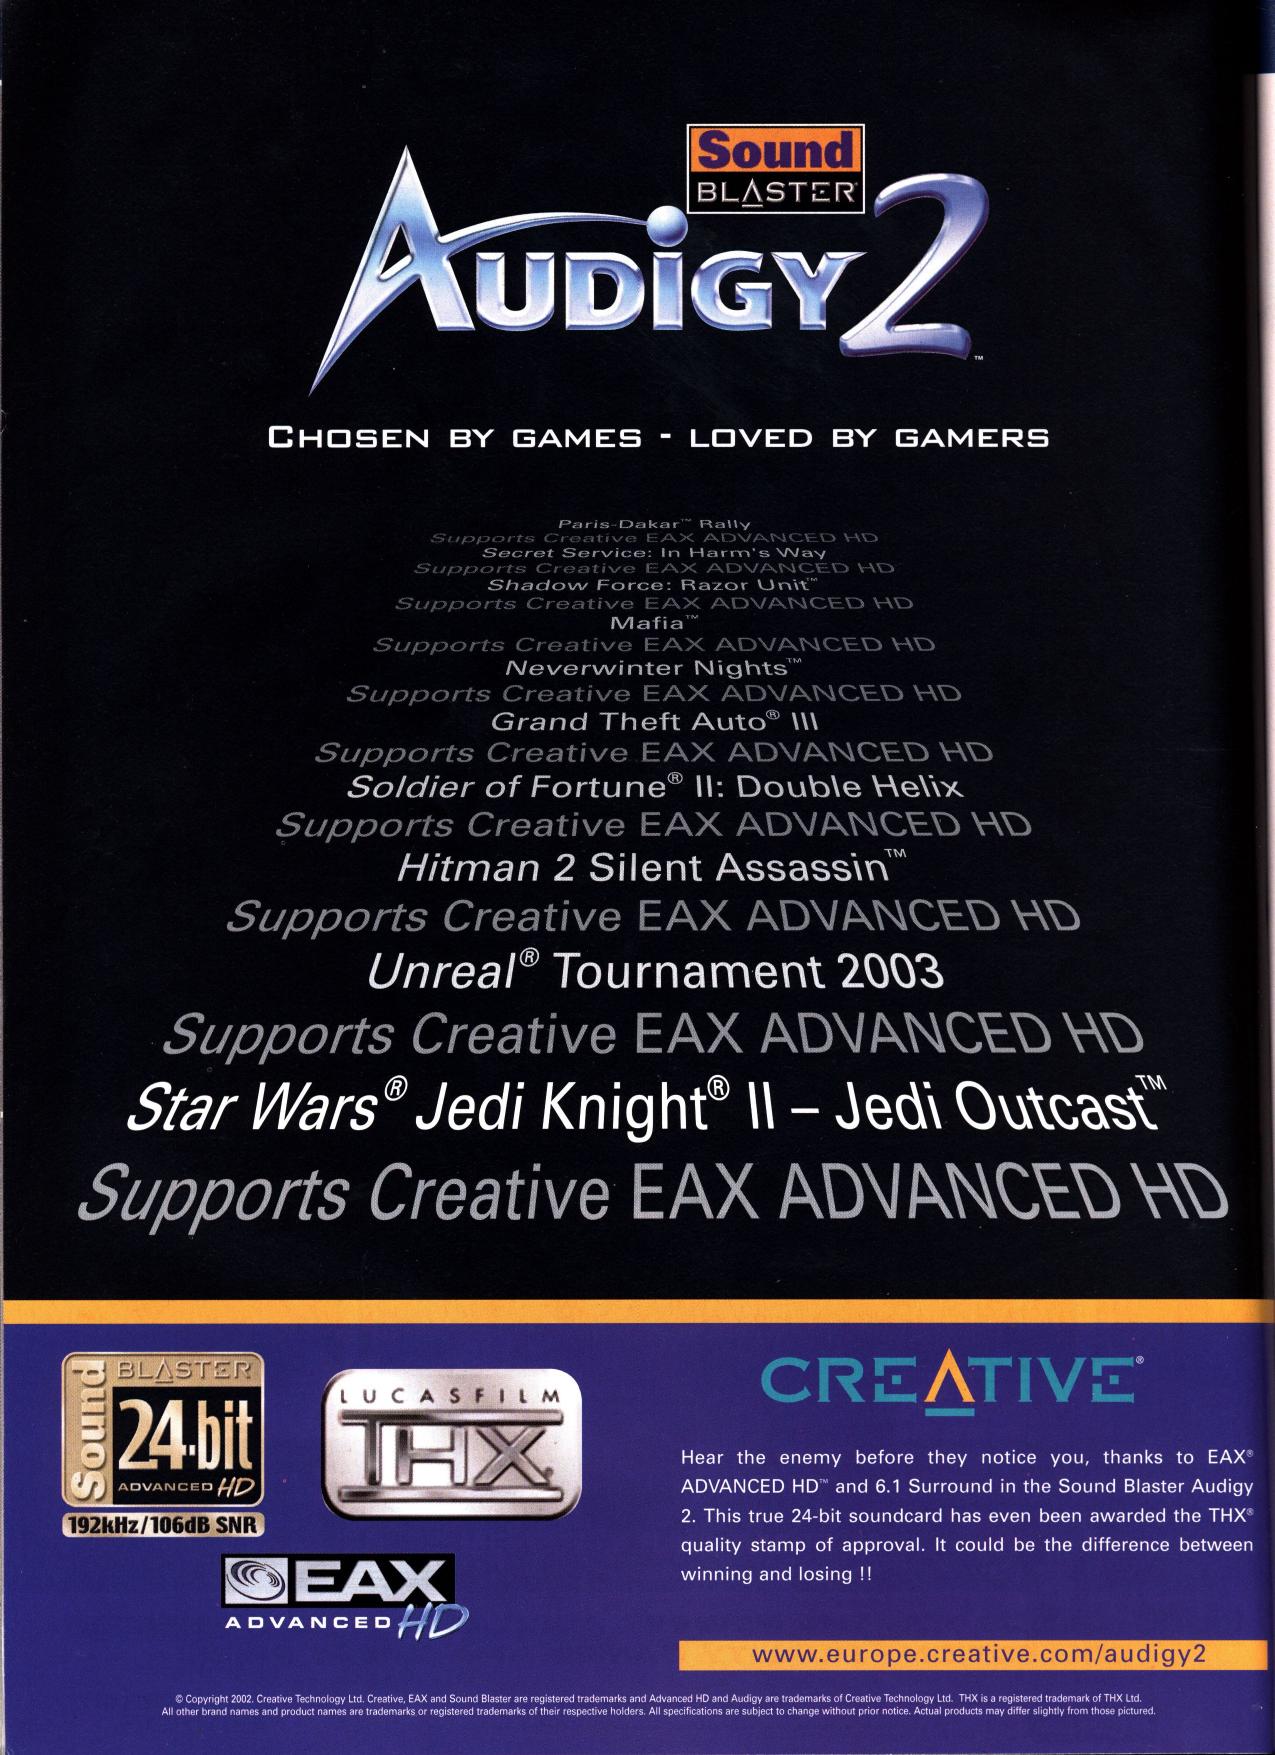 Sound
BLASTER®
AUDIGY 2™
CHOSEN BY GAMES - LOVED BY GAMERS
Paris-Dakar™ Rally
Supports Creative EAX ADVANCED HD
Secret Service: In Harm's Way
Supports Creative EAX ADVANCED HD
Shadow Force: Razor Unit™
Supports Creative EAX ADVANCED HD
Mafia™
Supports Creative EAX ADVANCED HD
Neverwinter Nights™
Supports Creative EAX ADVANCED HD
Grand Theft Auto® III
Supports Creative EAX ADVANCED HD
Soldier of Fortune® II: Double Helix
Supports Creative EAX ADVANCED HD
Hitman 2 Silent Assassin™
Supports Creative EAX ADVANCED HD
Unreal® Tournament 2003
Supports Creative EAX ADVANCED HD
Star Wars® Jedi Knight® II – Jedi Outcast™
Supports Creative EAX ADVANCED HD
Sound
BLASTER
24-bit
ADVANCED HD
192kHz/106dB SNR
LUCASFILM
THX
EAX
ADVANCED HD
CREATIVE®
Hear the enemy before they notice you, thanks to EAX®
ADVANCED HD™ and 6.1 Surround in the Sound Blaster Audigy
2. This true 24-bit soundcard has even been awarded the THX®
quality stamp of approval. It could be the difference between
winning and losing !!
www.europe.creative.com/audigy2
© Copyright 2002. Creative Technology Ltd. Creative, EAX and Sound Blaster are registered trademarks and Advanced HD and Audigy are trademarks of Creative Technology Ltd. THX is a registered trademark of THX Ltd.
All other brand names and product names are trademarks or registered trademarks of their respective holders. All specifications are subject to change without prior notice. Actual products may differ slightly from those pictured.